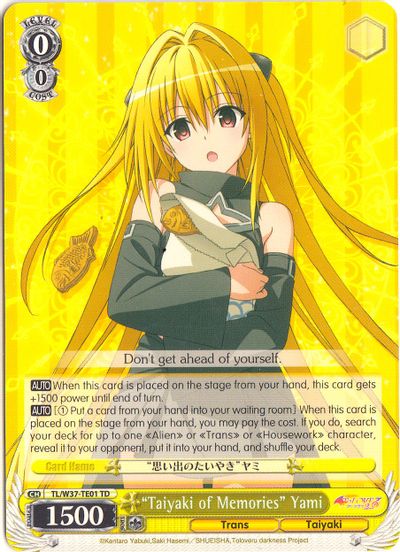 LEVEL
0
0
COST
Don't get ahead of yourself.
AUTO When this card is placed on the stage from your hand, this card gets
+1500 power until end of turn.
AUTO [① Put a card from your hand into your waiting room] When this card is
placed on the stage from your hand, you may pay the cost. If you do, search
your deck for up to one «Alien» or «Trans» or «Housework» character,
reveal it to your opponent, put it into your hand, and shuffle your deck.
Card Name
“思い出のたいやき”ヤミ
CH TL/W37-TE01 TD
POWER 1500
“Taiyaki of Memories” Yami
Trans
Taiyaki
©Kentaro Yabuki,Saki Hasemi／SHUEISHA, Tolovoru darkness Project